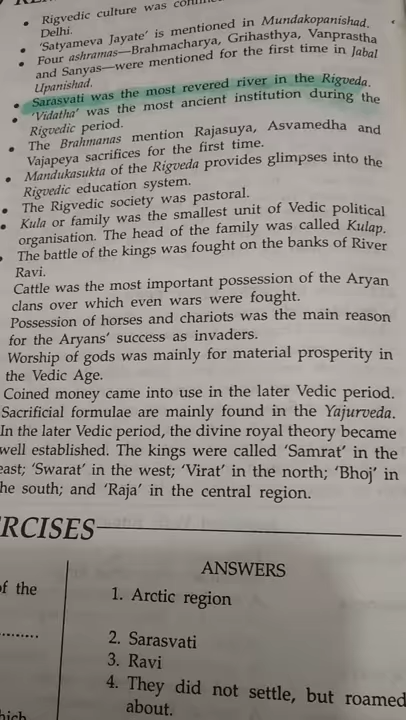 • Rigvedic culture was
Delhi.
• 'Satyameva Jayate' is mentioned in Mundakopanishad.
• Four ashramas—Brahmacharya, Grihasthya, Vanprastha
and Sanyas—were mentioned for the first time in Jabal
Upanishad.
• Sarasvati was the most revered river in the Rigveda.
• 'Vidatha' was the most ancient institution during the
Rigvedic period.
• The Brahmanas mention Rajasuya, Asvamedha and
Vajapeya sacrifices for the first time.
• Mandukasukta of the Rigveda provides glimpses into the
Rigvedic education system.
• The Rigvedic society was pastoral.
• Kula or family was the smallest unit of Vedic political
organisation. The head of the family was called Kulap.
• The battle of the kings was fought on the banks of River
Ravi.
Cattle was the most important possession of the Aryan
clans over which even wars were fought.
Possession of horses and chariots was the main reason
for the Aryans' success as invaders.
Worship of gods was mainly for material prosperity in
the Vedic Age.
Coined money came into use in the later Vedic period.
Sacrificial formulae are mainly found in the Yajurveda.
In the later Vedic period, the divine royal theory became
well established. The kings were called 'Samrat' in the
east; 'Swarat' in the west; 'Virat' in the north; 'Bhoj' in
he south; and 'Raja' in the central region.
RCISES
of the
..........
hich
ANSWERS
1. Arctic region
2. Sarasvati
3. Ravi
4. They did not settle, but roamed
about.